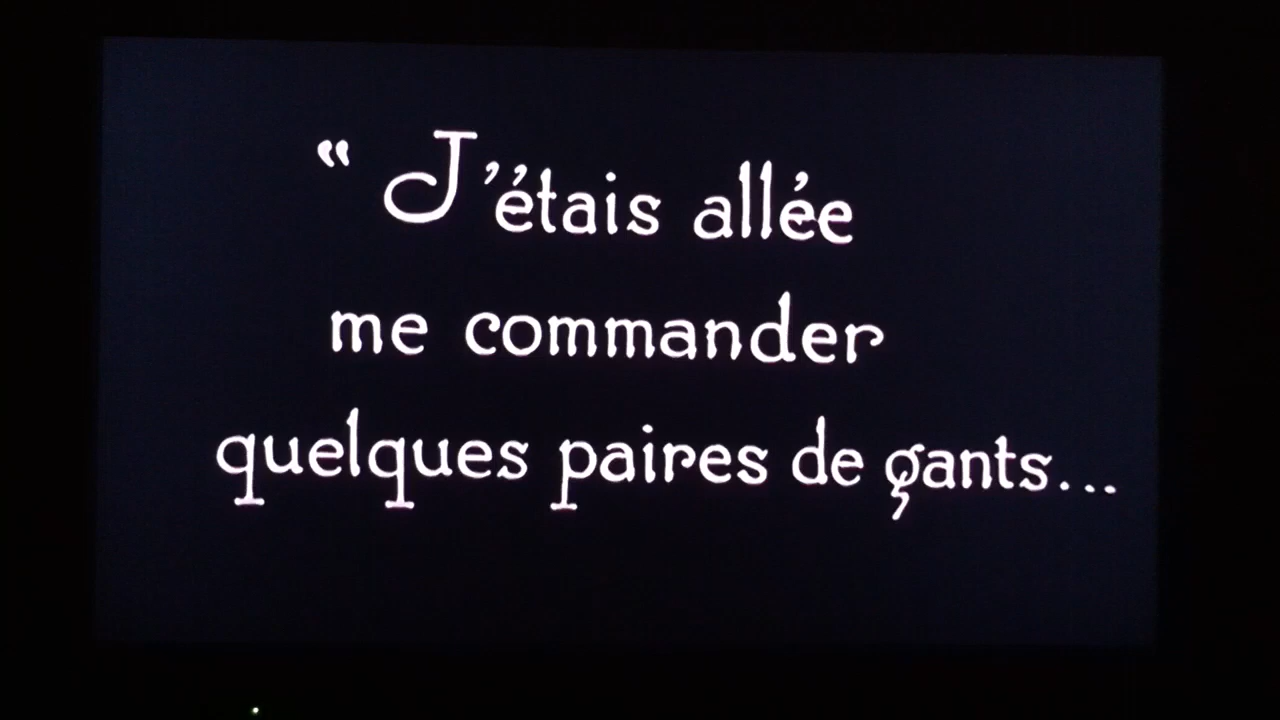 “ J’étais allée
me commander
quelques paires de gants...